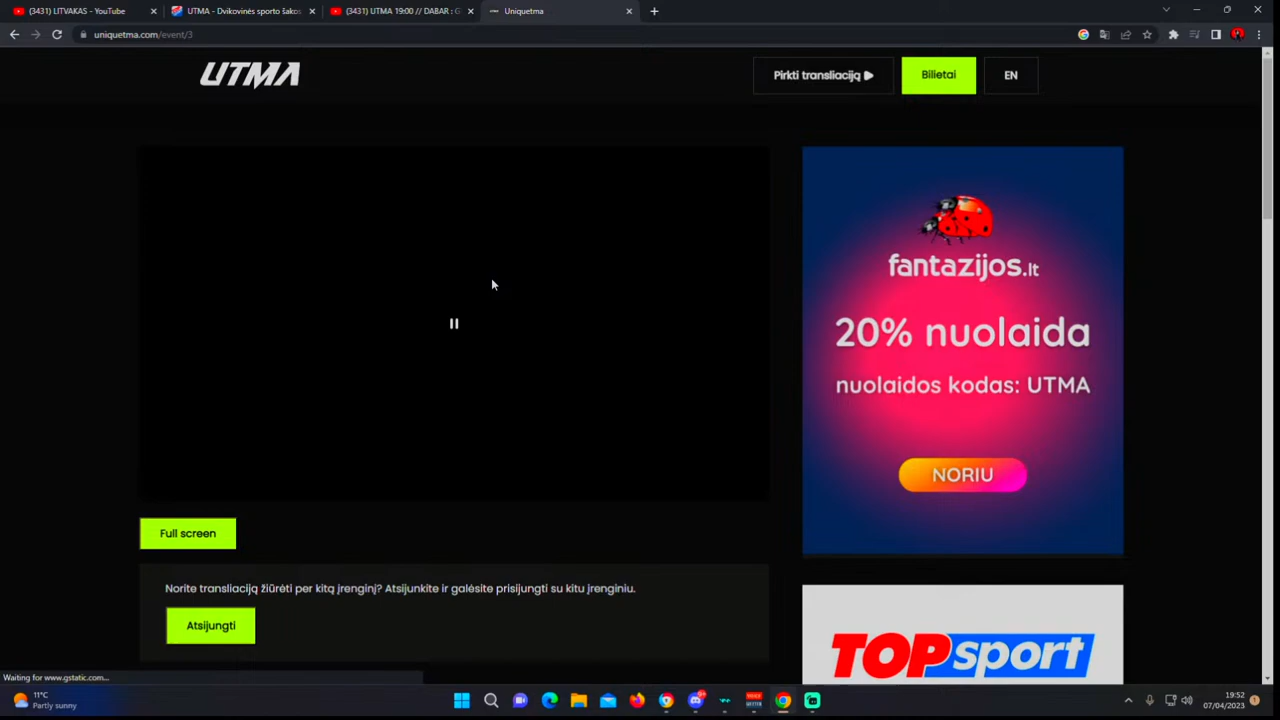 (3431) LITVAKAS - YouTube
UTMA - Dvikovinės sporto šakos
(3431) UTMA 19:00 // DABAR : G
Uniquetma
uniquetma.com/event/3
UTMA
Pirkti transliaciją
Bilietai
EN
fantazijos.lt
20% nuolaida
nuolaidos kodas: UTMA
NORIU
Full screen
Norite transliaciją žiūrėti per kitą įrenginį? Atsijunkite ir galėsite prisijungti su kitu įrenginiu.
Atsijungti
TOPsport
Waiting for www.gstatic.com...
11°C
Partly sunny
19:52
07/04/2023